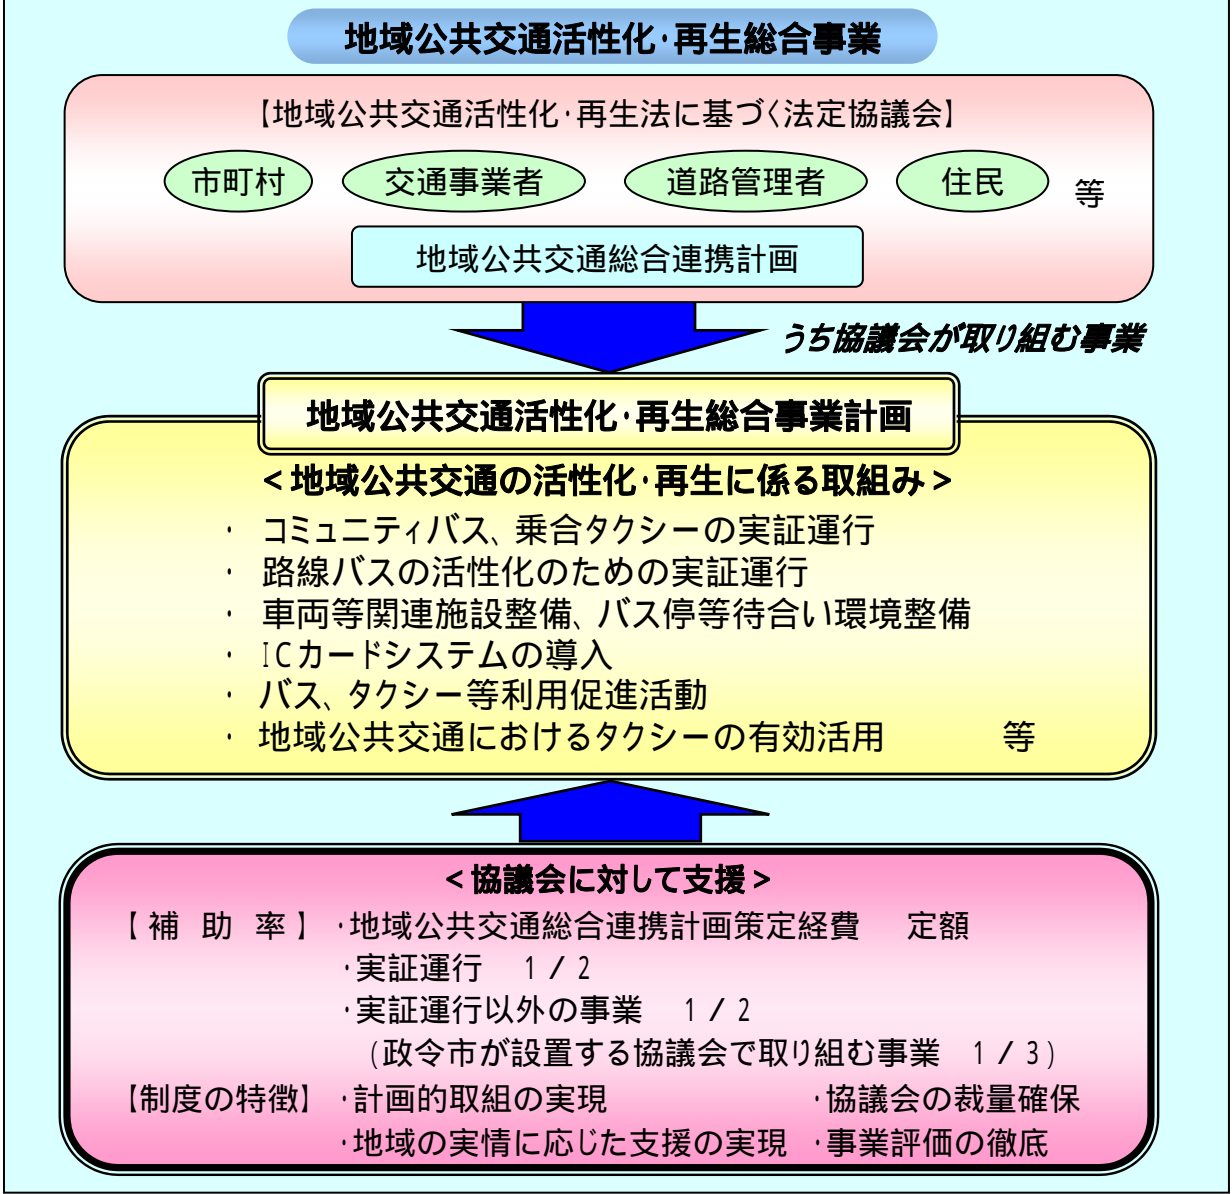 地域公共交通活性化・再生総合事業
【地域公共交通活性化・再生法に基づく法定協議会】
市町村 交通事業者 道路管理者 住民 等
地域公共交通総合連携計画
うち協議会が取り組む事業
地域公共交通活性化・再生総合事業計画
<地域公共交通の活性化・再生に係る取組み>
・ コミュニティバス、乗合タクシーの実証運行
・ 路線バスの活性化のための実証運行
・ 車両等関連施設整備、バス停等待合い環境整備
・ ICカードシステムの導入
・ バス、タクシー等利用促進活動
・ 地域公共交通におけるタクシーの有効活用 等
<協議会に対して支援>
【補助率】 ・地域公共交通総合連携計画策定経費 定額
・実証運行 1/2
・実証運行以外の事業 1/2
(政令市が設置する協議会で取り組む事業 1/3)
【制度の特徴】 ・計画的取組の実現 ・協議会の裁量確保
・地域の実情に応じた支援の実現 ・事業評価の徹底